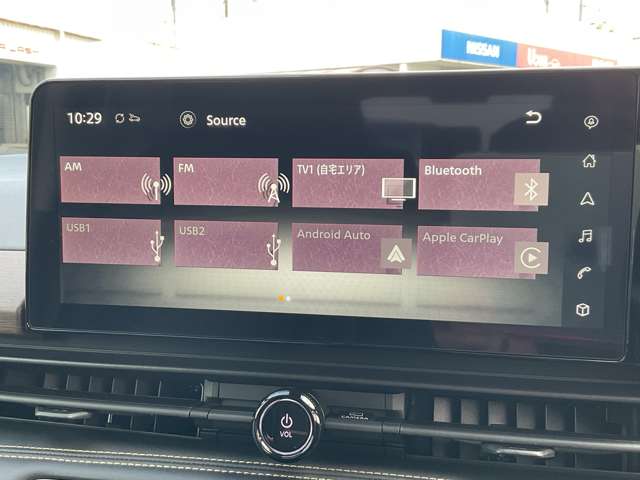 NISSAN
10:29 Source
AM FM TV1 (自宅エリア) Bluetooth
USB1 USB2 Android Auto Apple CarPlay
VOL
CAMERA